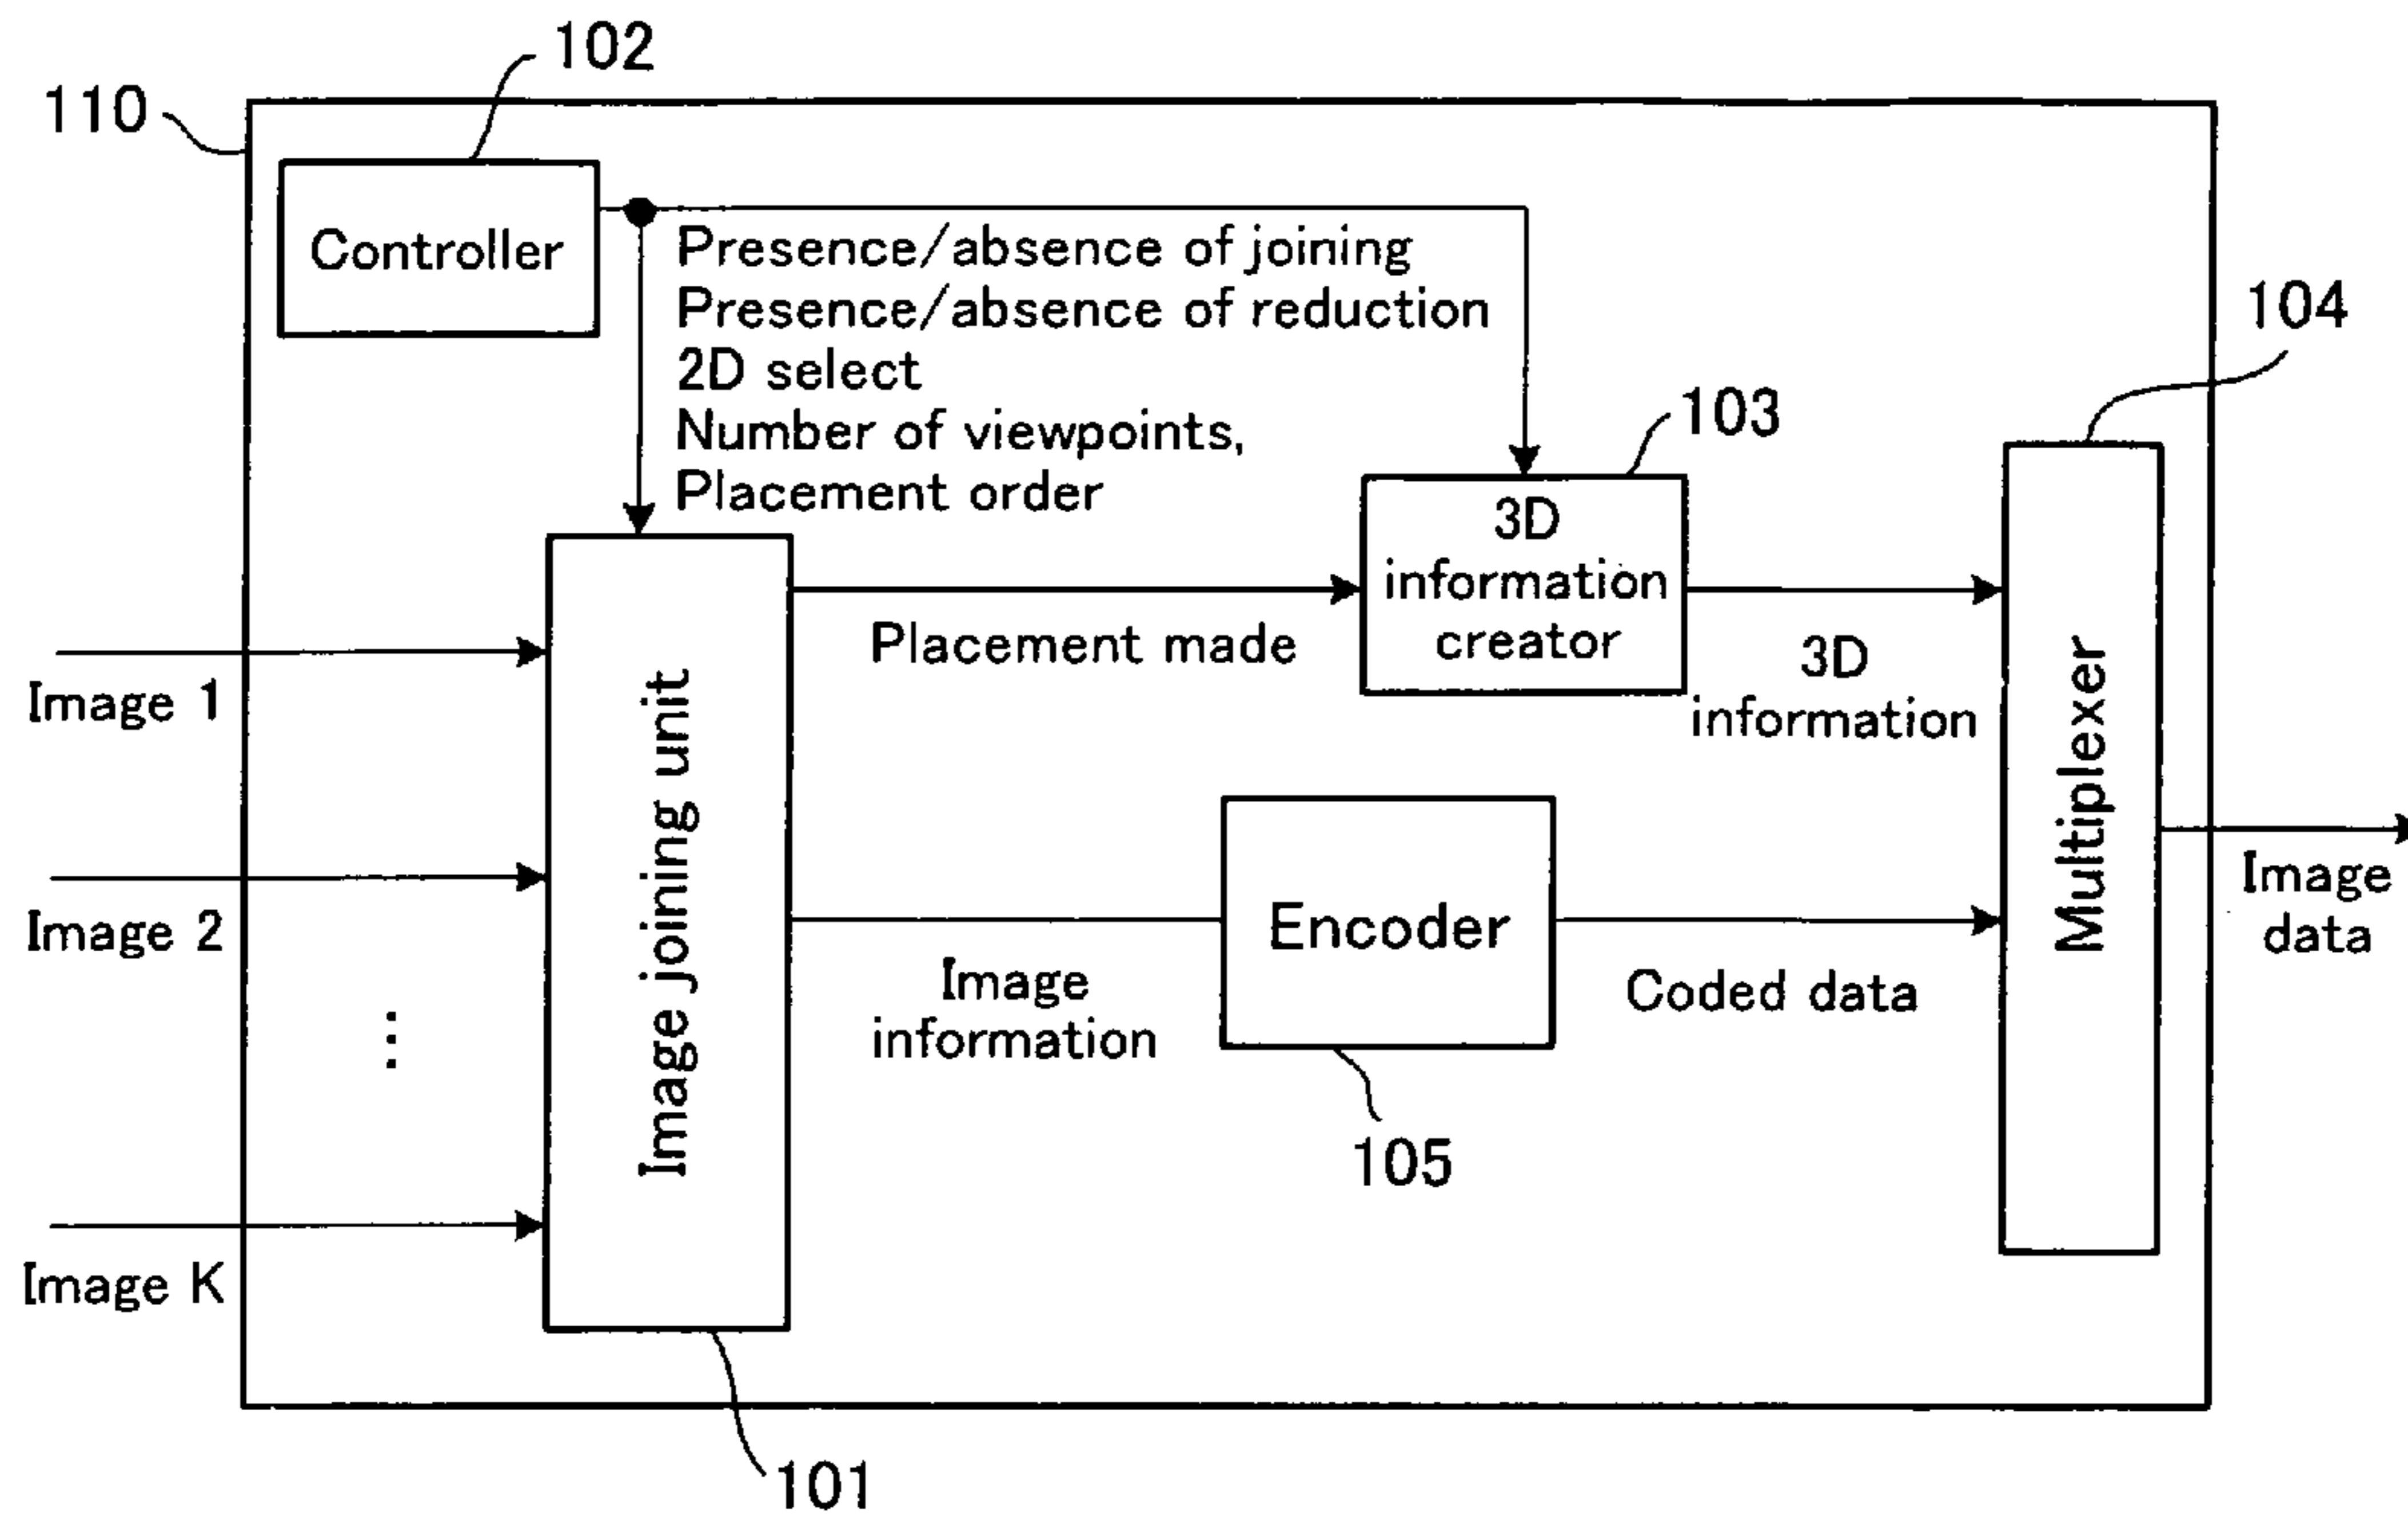 102
110
Controller
Presence/absence of joining
Presence/absence of reduction
2D select
Number of viewpoints,
Placement order
104
103
3D
information
creator
Placement made
3D
information
Image 1
Image 2
⋮
Image K
Image joining unit
Image
information
Encoder
105
Coded data
Multiplexer
Image
data
101